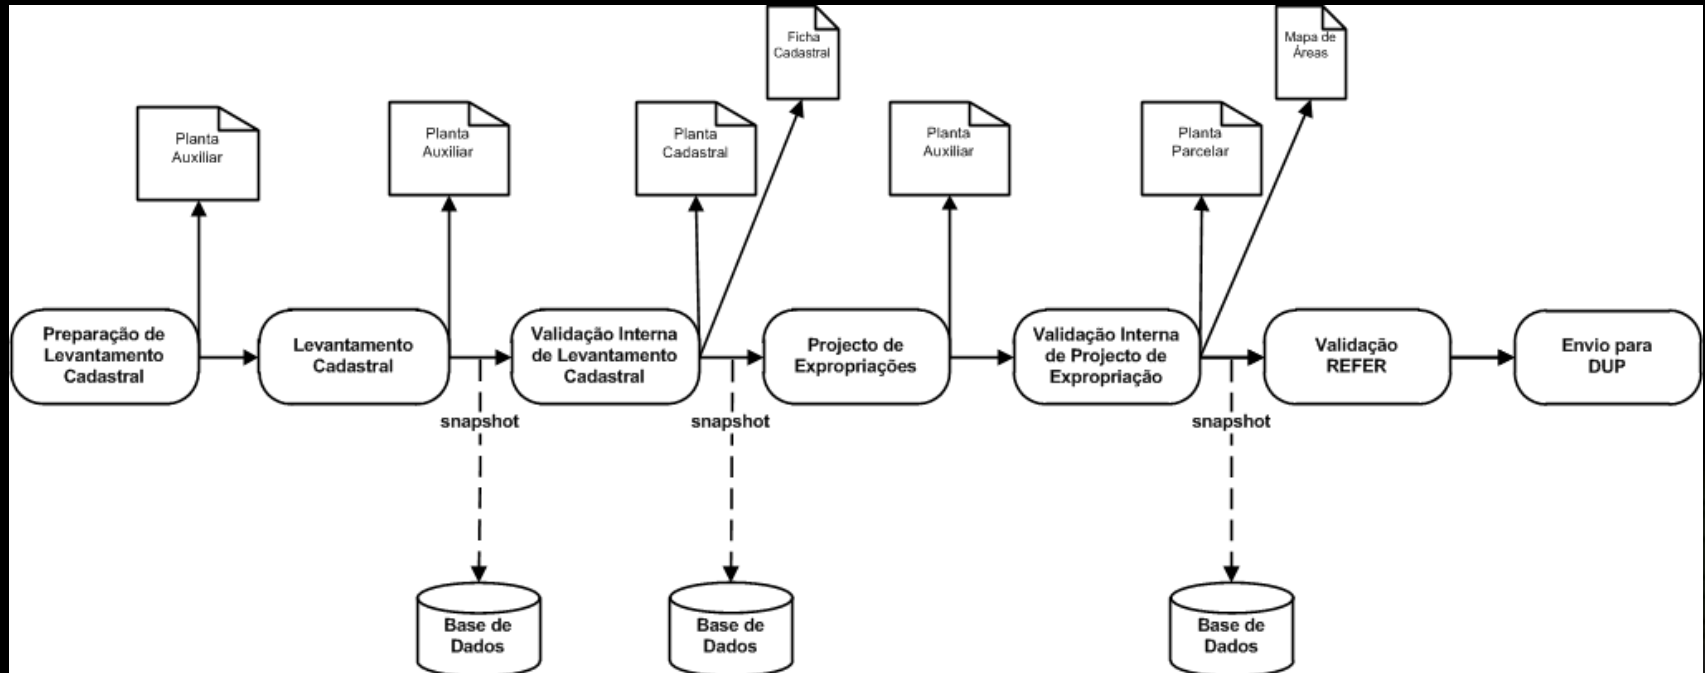 Ficha
Cadastral
Mapa de
Áreas
Planta
Auxiliar
Planta
Auxiliar
Planta
Cadastral
Planta
Auxiliar
Planta
Parcelar
Preparação de
Levantamento
Cadastral
Levantamento
Cadastral
Validação Interna
de Levantamento
Cadastral
Projecto de
Expropriações
Validação Interna
de Projecto de
Expropriação
Validação
REFER
Envio para
DUP
snapshot
snapshot
snapshot
Base de
Dados
Base de
Dados
Base de
Dados